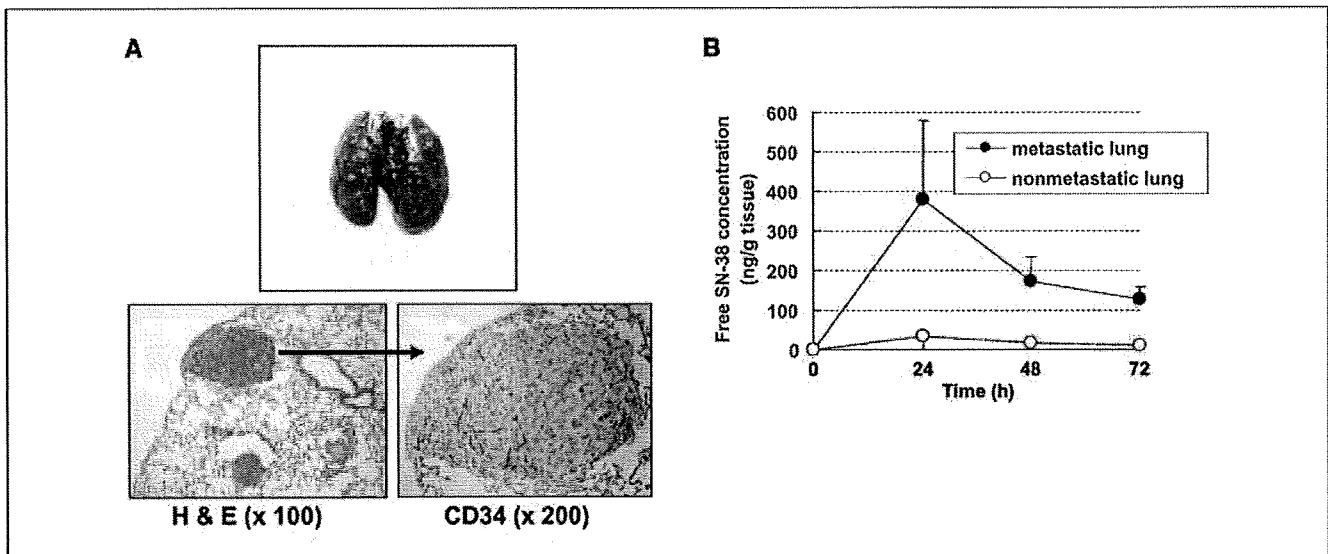 A
H & E (x 100)
CD34 (x 200)
B
Free SN-38 concentration
(ng/g tissue)
600
500
400
300
200
100
0
metastatic lung
nonmetastatic lung
0 24 48 72
Time (h)